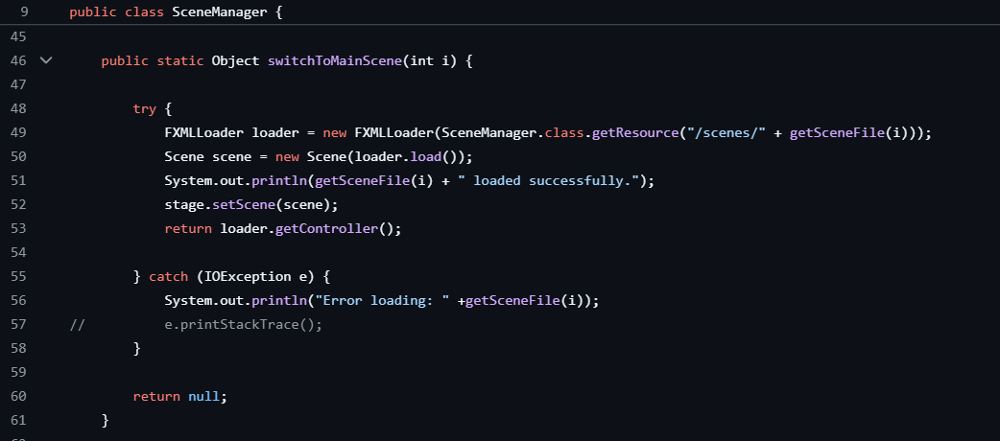 9 public class SceneManager {
45
46 public static Object switchToMainScene(int i) {
47
48 try {
49 FXMLLoader loader = new FXMLLoader(SceneManager.class.getResource("/scenes/" + getSceneFile(i)));
50 Scene scene = new Scene(loader.load());
51 System.out.println(getSceneFile(i) + " loaded successfully.");
52 stage.setScene(scene);
53 return loader.getController();
54
55 } catch (IOException e) {
56 System.out.println("Error loading: " +getSceneFile(i));
57 // e.printStackTrace();
58 }
59
60 return null;
61 }